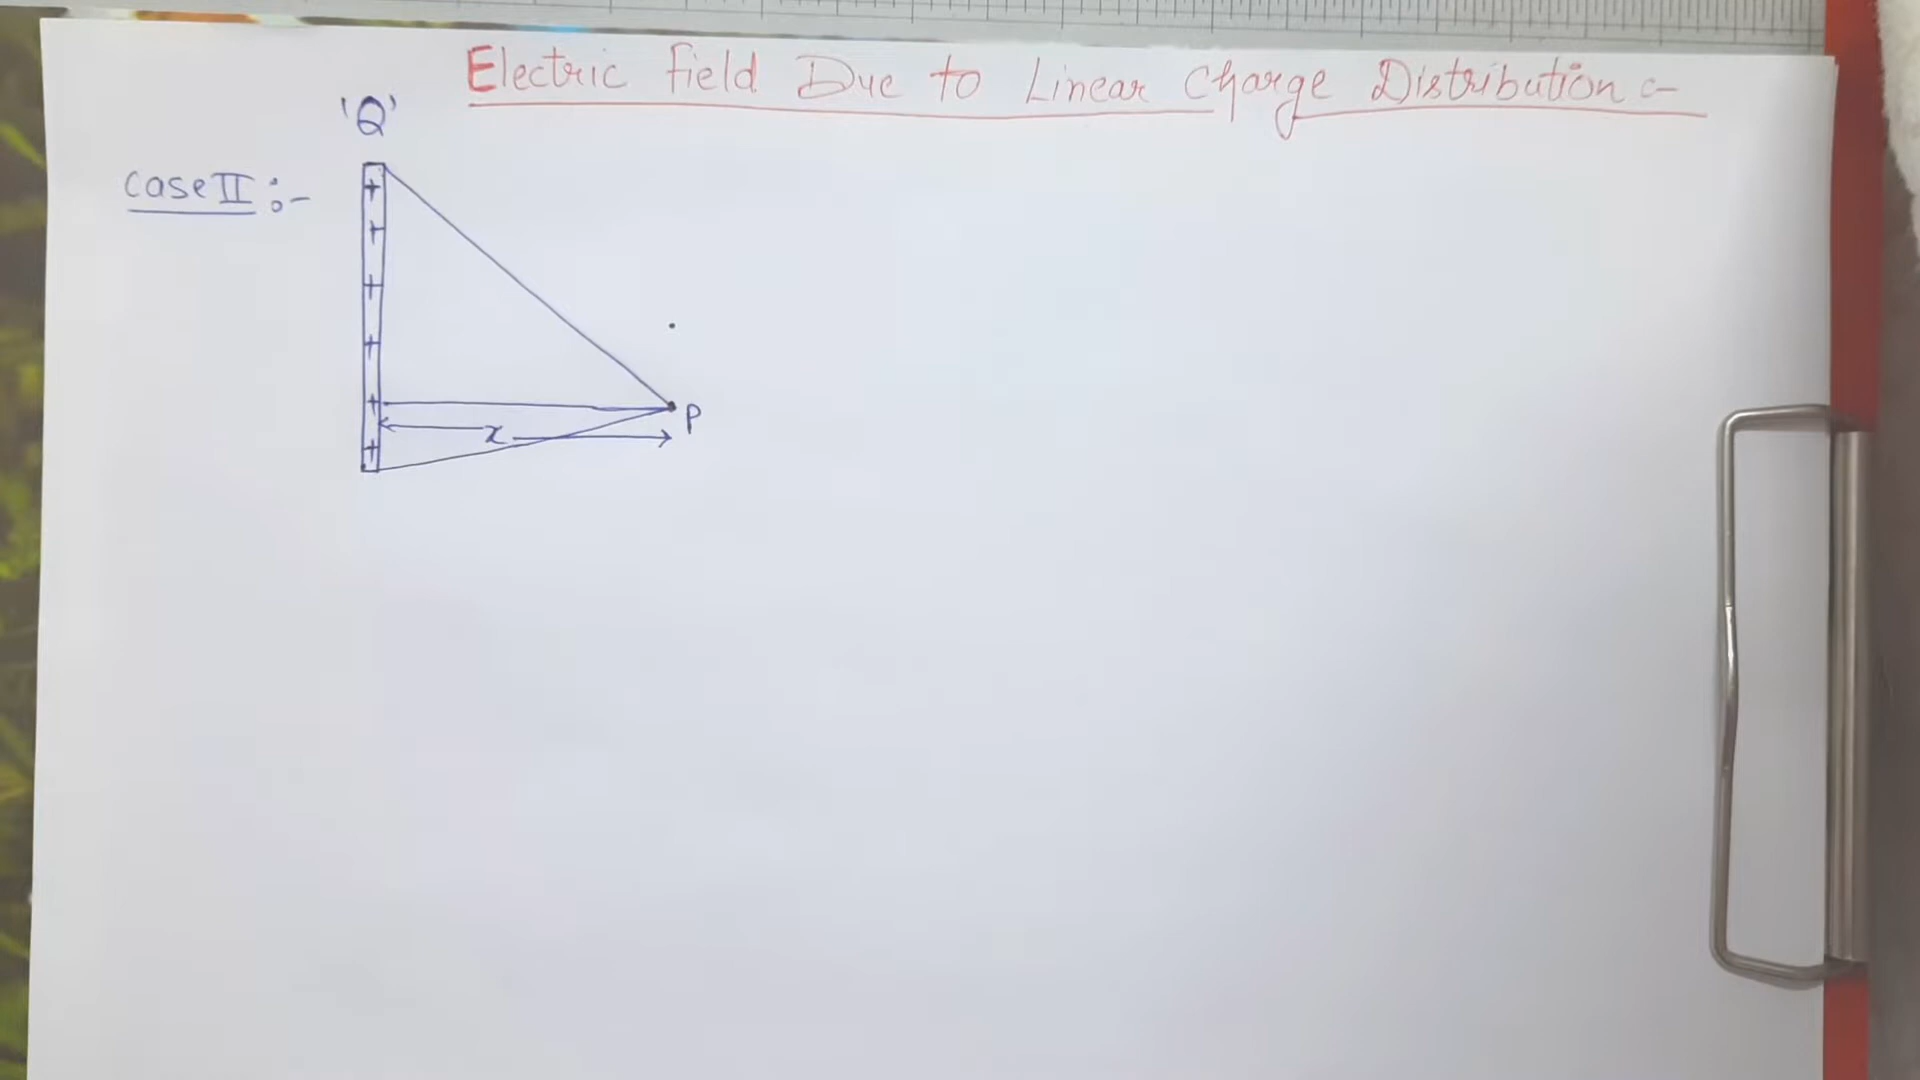 Electric field Due to Linear Charge Distribution :-
'Q'
Case II :-
+
+
+
+
+
+
P
x